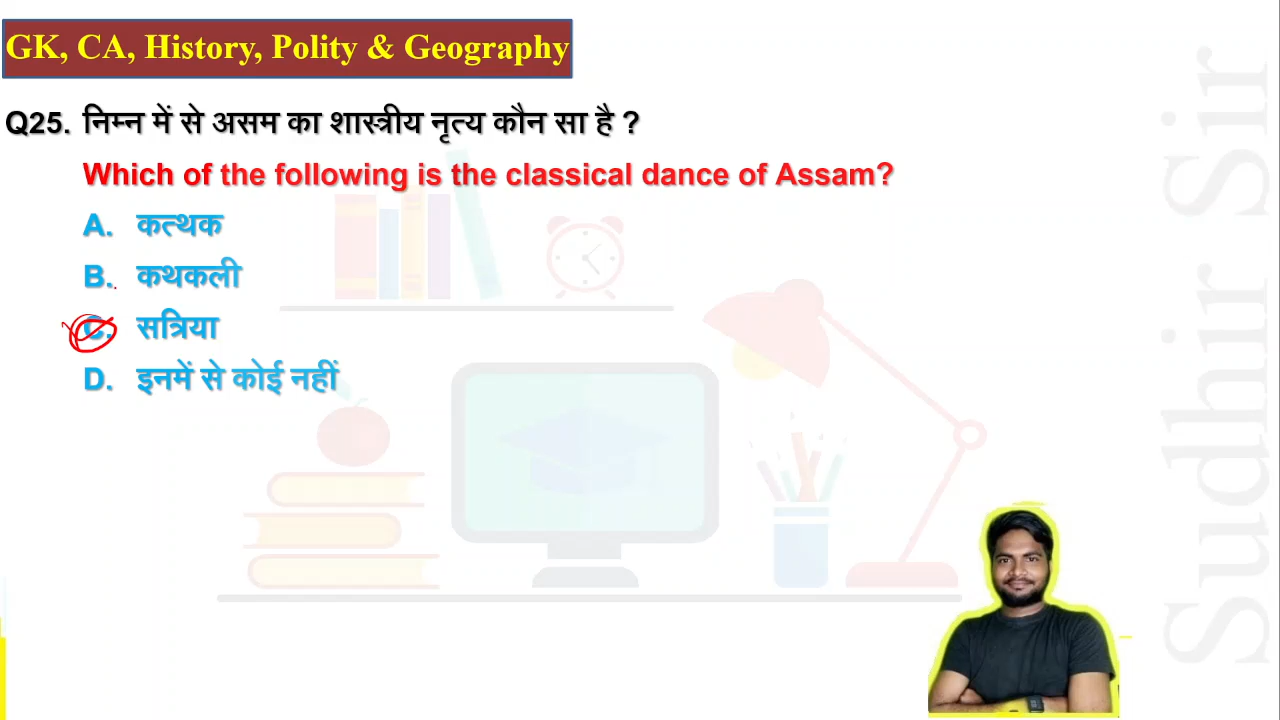 GK, CA, History, Polity & Geography
Q25. निम्न में से असम का शास्त्रीय नृत्य कौन सा है ?
Which of the following is the classical dance of Assam?
A. कत्थक
B. कथकली
C. सत्रिया
D. इनमें से कोई नहीं
Sudhir Sir